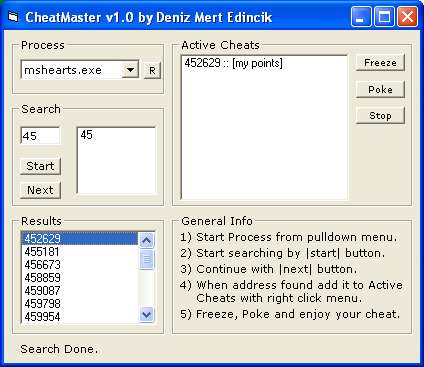 CheatMaster v1.0 by Deniz Mert Edincik
Process
mshearts.exe
R
Search
45
45
Start
Next
Active Cheats
452629 :: [my points]
Freeze
Poke
Stop
Results
452629
455181
456673
458859
459087
459798
459954
General Info
1) Start Process from pulldown menu.
2) Start searching by |start| button.
3) Continue with |next| button.
4) When address found add it to Active
Cheats with right click menu.
5) Freeze, Poke and enjoy your cheat.
Search Done.